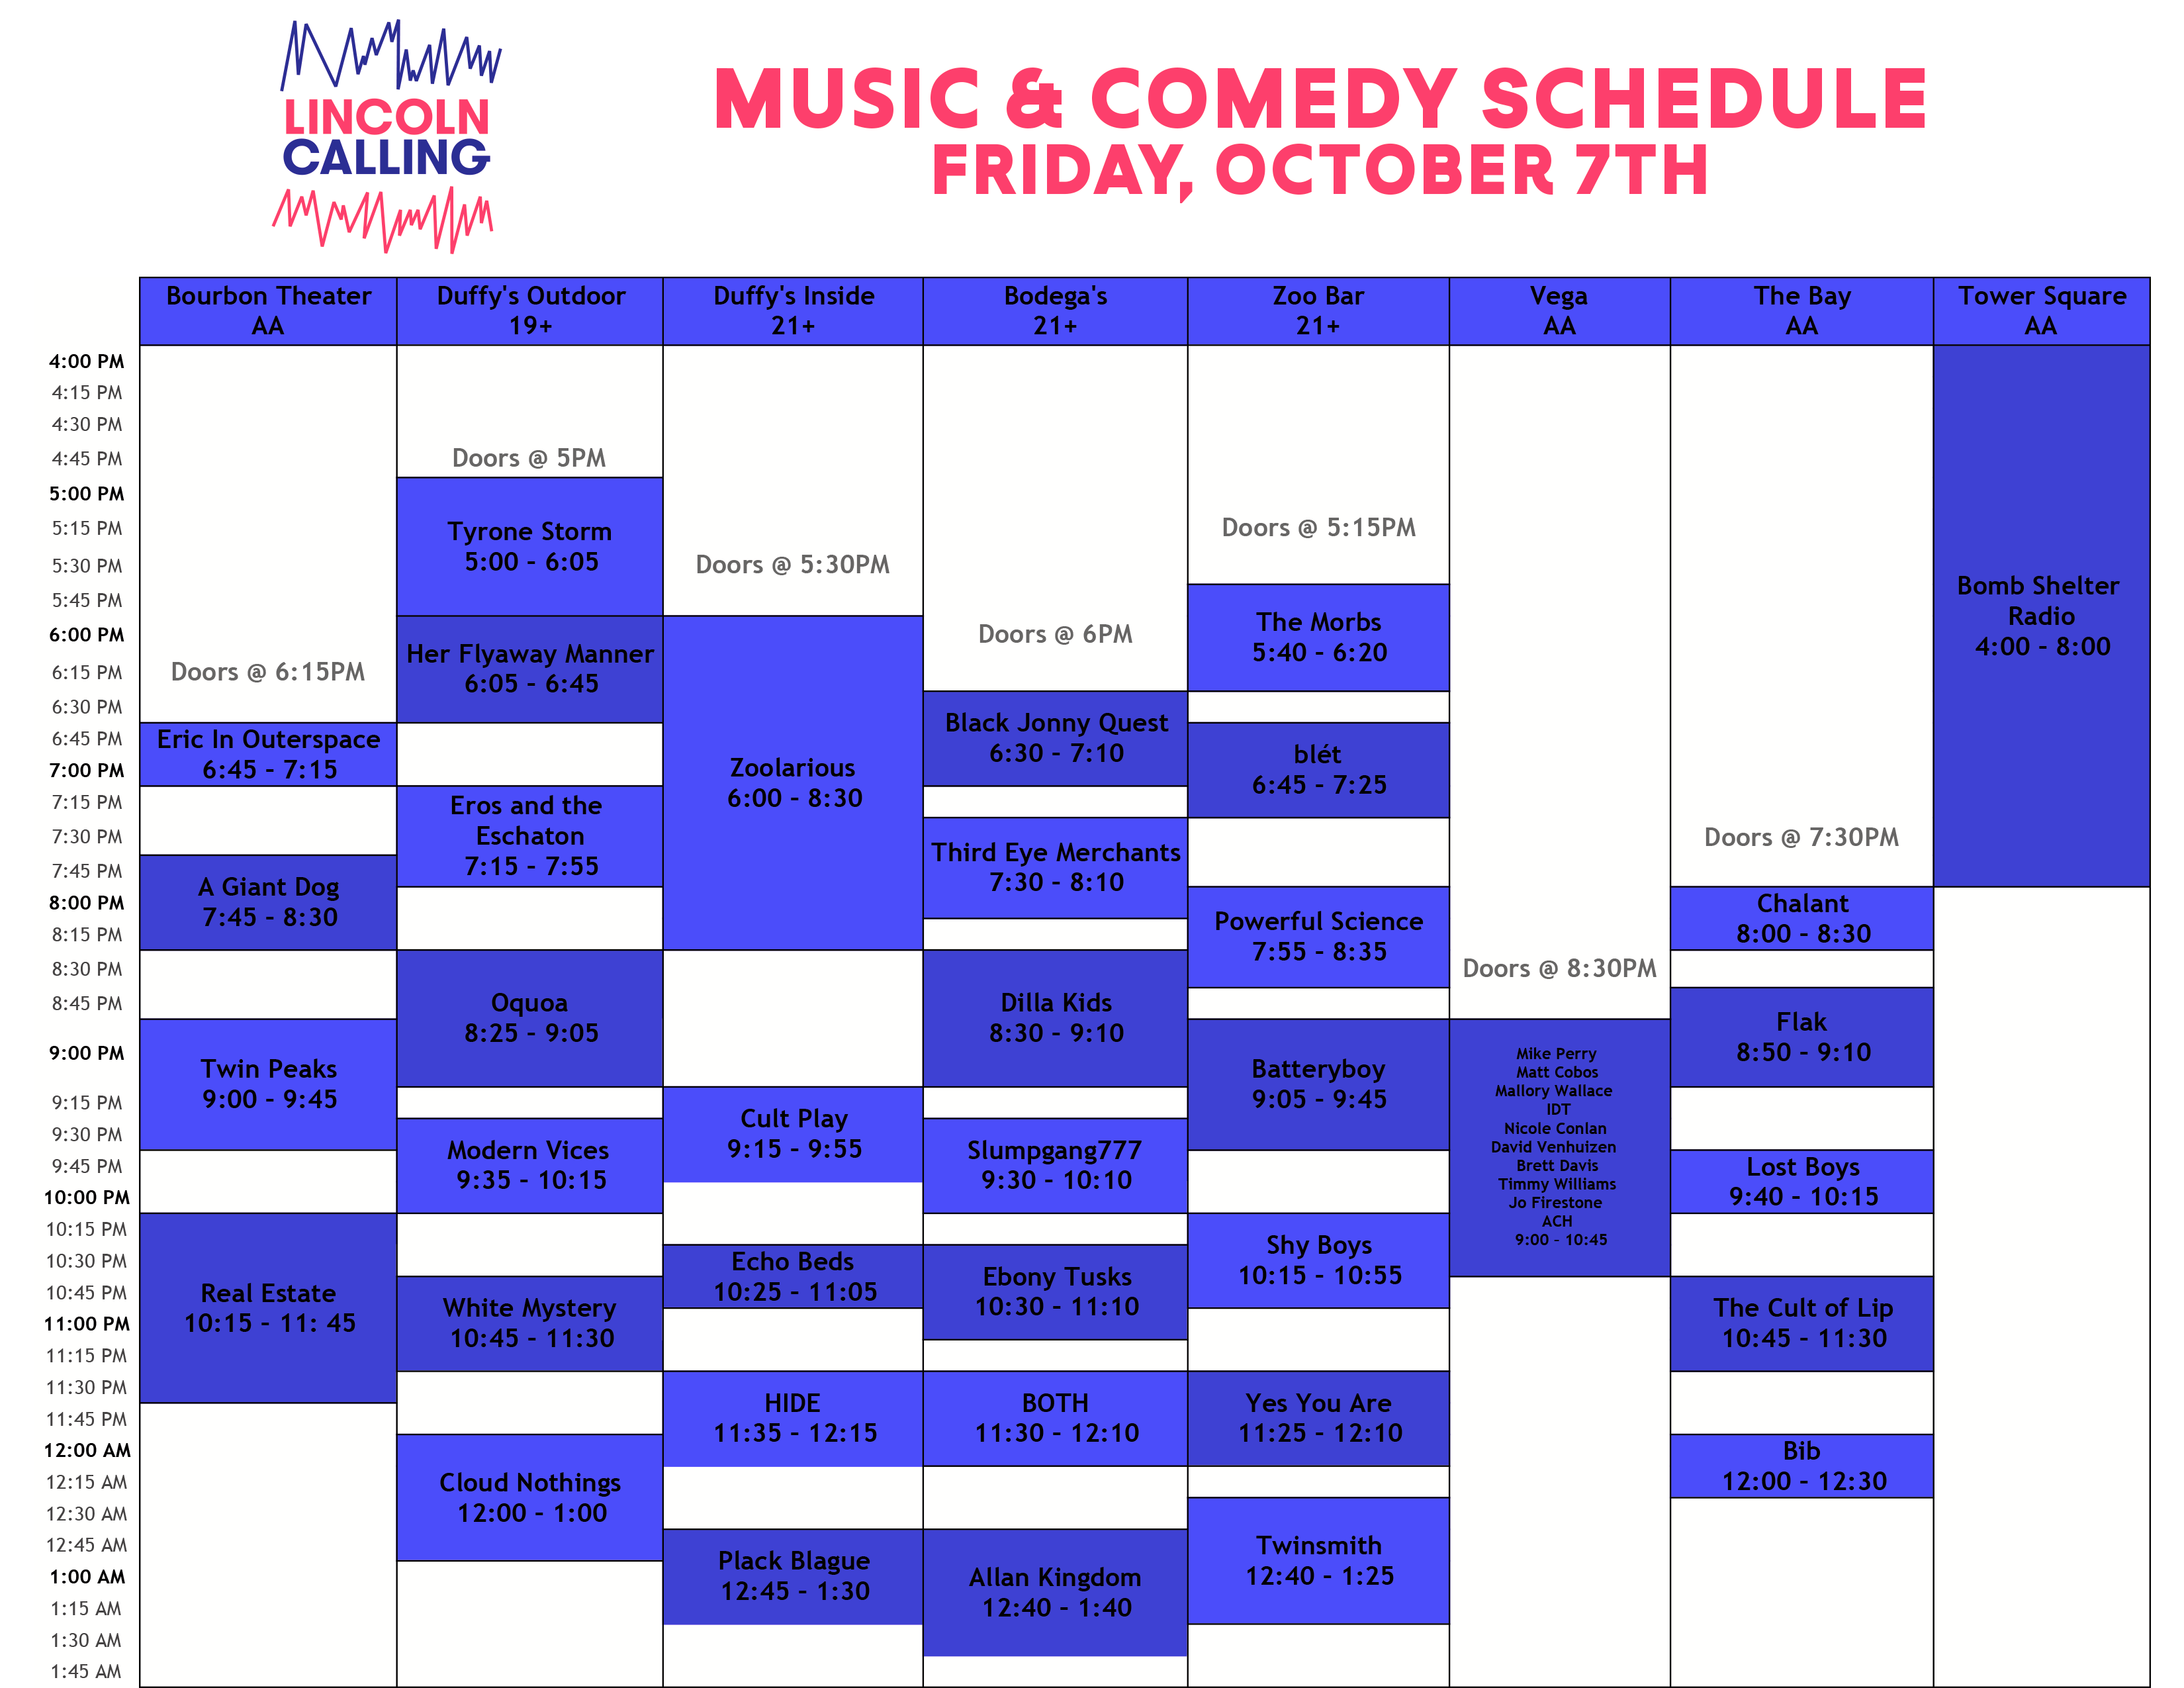 LINCOLN
CALLING
MUSIC & COMEDY SCHEDULE
FRIDAY, OCTOBER 7TH
Bourbon Theater
AA
Duffy's Outdoor
19+
Duffy's Inside
21+
Bodega's
21+
Zoo Bar
21+
Vega
AA
The Bay
AA
Tower Square
AA
4:00 PM
4:15 PM
4:30 PM
4:45 PM
5:00 PM
5:15 PM
5:30 PM
5:45 PM
6:00 PM
6:15 PM
6:30 PM
6:45 PM
7:00 PM
7:15 PM
7:30 PM
7:45 PM
8:00 PM
8:15 PM
8:30 PM
8:45 PM
9:00 PM
9:15 PM
9:30 PM
9:45 PM
10:00 PM
10:15 PM
10:30 PM
10:45 PM
11:00 PM
11:15 PM
11:30 PM
11:45 PM
12:00 AM
12:15 AM
12:30 AM
12:45 AM
1:00 AM
1:15 AM
1:30 AM
1:45 AM
Doors @ 6:15PM
Eric In Outerspace
6:45 - 7:15
A Giant Dog
7:45 - 8:30
Twin Peaks
9:00 - 9:45
Real Estate
10:15 - 11: 45
Doors @ 5PM
Tyrone Storm
5:00 - 6:05
Her Flyaway Manner
6:05 - 6:45
Eros and the
Eschaton
7:15 - 7:55
Oquoa
8:25 - 9:05
Modern Vices
9:35 - 10:15
White Mystery
10:45 - 11:30
Cloud Nothings
12:00 - 1:00
Doors @ 5:30PM
Zoolarious
6:00 - 8:30
Cult Play
9:15 - 9:55
Echo Beds
10:25 - 11:05
HIDE
11:35 - 12:15
Plack Blague
12:45 - 1:30
Doors @ 6PM
Black Jonny Quest
6:30 - 7:10
Third Eye Merchants
7:30 - 8:10
Dilla Kids
8:30 - 9:10
Slumpgang777
9:30 - 10:10
Ebony Tusks
10:30 - 11:10
BOTH
11:30 - 12:10
Allan Kingdom
12:40 - 1:40
Doors @ 5:15PM
The Morbs
5:40 - 6:20
blét
6:45 - 7:25
Powerful Science
7:55 - 8:35
Batteryboy
9:05 - 9:45
Shy Boys
10:15 - 10:55
Yes You Are
11:25 - 12:10
Twinsmith
12:40 - 1:25
Doors @ 8:30PM
Mike Perry
Matt Cobos
Mallory Wallace
IDT
Nicole Conlan
David Venhuizen
Brett Davis
Timmy Williams
Jo Firestone
ACH
9:00 - 10:45
Doors @ 7:30PM
Chalant
8:00 - 8:30
Flak
8:50 - 9:10
Lost Boys
9:40 - 10:15
The Cult of Lip
10:45 - 11:30
Bib
12:00 - 12:30
Bomb Shelter
Radio
4:00 - 8:00